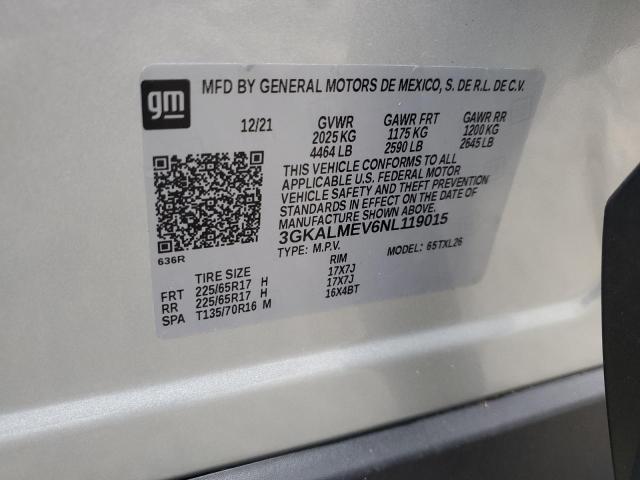 gm
MFD BY GENERAL MOTORS DE MEXICO, S. DE R.L. DE C.V.
12/21 GVWR GAWR FRT GAWR RR
2025 KG 1175 KG 1200 KG
4464 LB 2590 LB 2645 LB
THIS VEHICLE CONFORMS TO ALL
APPLICABLE U.S. FEDERAL MOTOR
VEHICLE SAFETY AND THEFT PREVENTION
STANDARDS IN EFFECT ON THE DATE OF
MANUFACTURE SHOWN ABOVE.
3GKALMEV6NL119015
TYPE: M.P.V. MODEL: 65TXL26
636R
TIRE SIZE RIM
FRT 225/65R17 H 17X7J
RR 225/65R17 H 17X7J
SPA T135/70R16 M 16X4BT